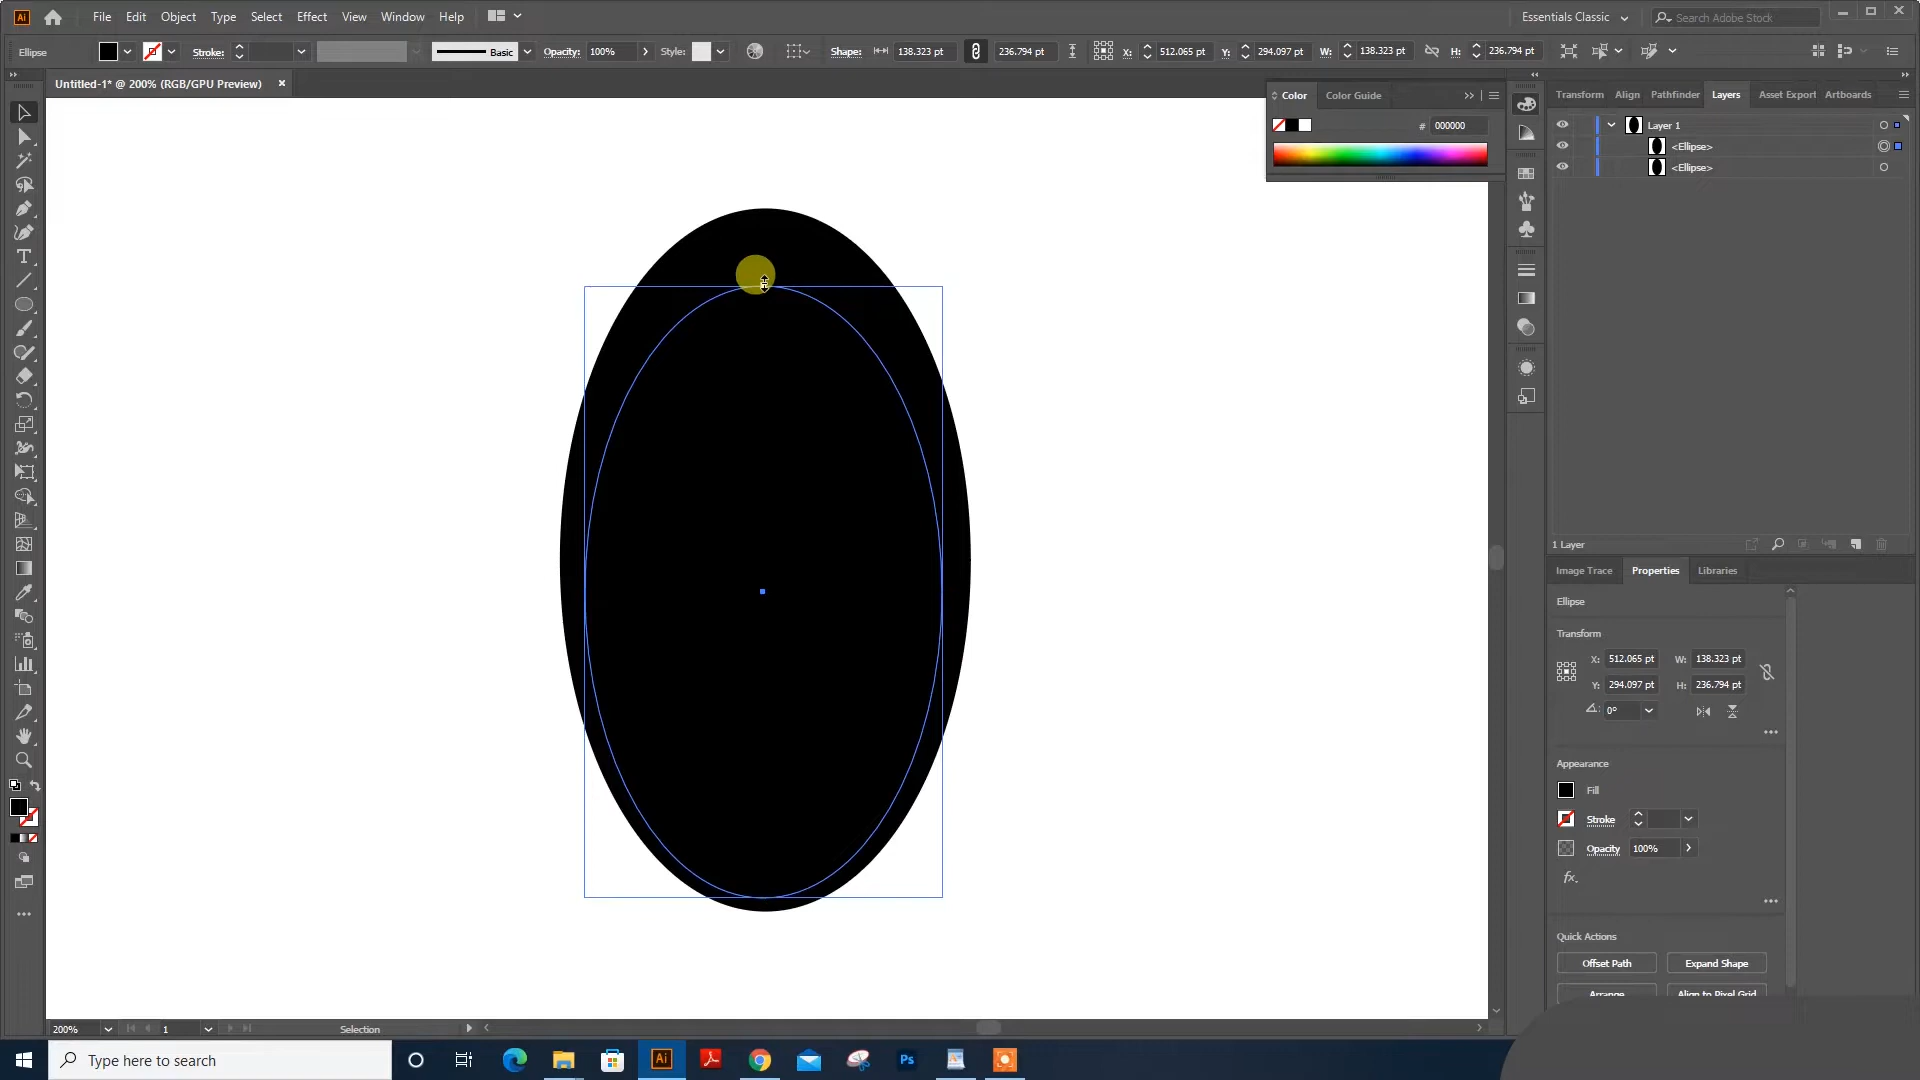 Ai File Edit Object Type Select Effect View Window Help Essentials Classic Search Adobe Stock
Ellipse Stroke: Basic Opacity: 100% Style: Shape: 138.323 pt 236.794 pt X: 512.065 pt Y: 294.097 pt W: 138.323 pt H: 236.794 pt
Untitled-1* @ 200% (RGB/GPU Preview) ×
Color Color Guide
# 000000
Transform Align Pathfinder Layers Asset Export Artboards
Layer 1
<Ellipse>
<Ellipse>
1 Layer
Image Trace Properties Libraries
Ellipse
Transform
X: 512.065 pt W: 138.323 pt
Y: 294.097 pt H: 236.794 pt
0°
Appearance
Fill
Stroke
Opacity 100%
fx.
Quick Actions
Offset Path Expand Shape
Arrange Align to Pixel Grid
200% 1 Selection
Type here to search Ai Ps